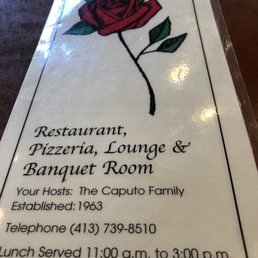 Restaurant,
Pizzeria, Lounge &
Banquet Room
Your Hosts: The Caputo Family
Established: 1963
Telephone (413) 739-8510
Lunch Served 11:00 a.m. to 3:00 p.m.